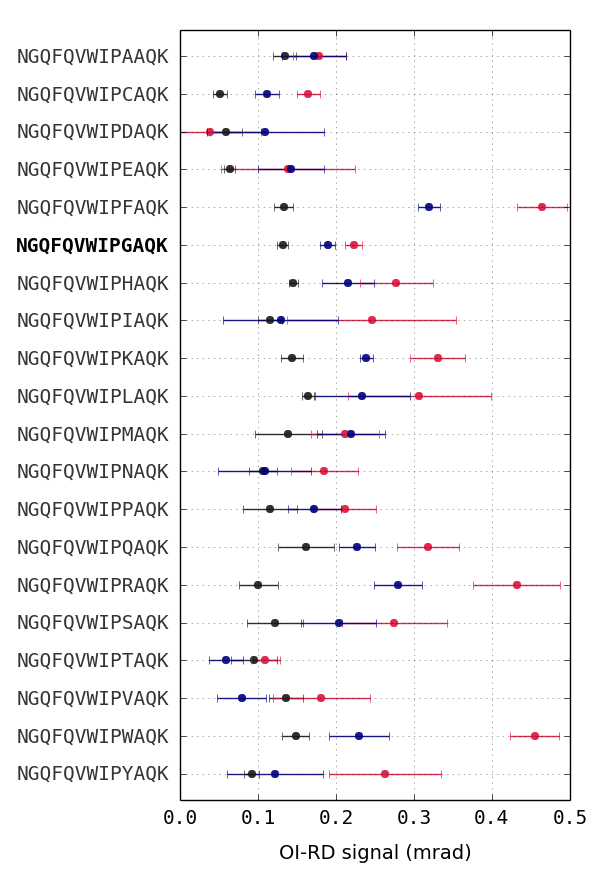 NGQFQVWIPAAQK
NGQFQVWIPCAQK
NGQFQVWIPDAQK
NGQFQVWIPEAQK
NGQFQVWIPFAQK
NGQFQVWIPGAQK
NGQFQVWIPHAQK
NGQFQVWIPIAQK
NGQFQVWIPKAQK
NGQFQVWIPLAQK
NGQFQVWIPMAQK
NGQFQVWIPNAQK
NGQFQVWIPPAQK
NGQFQVWIPQAQK
NGQFQVWIPRAQK
NGQFQVWIPSAQK
NGQFQVWIPTAQK
NGQFQVWIPVAQK
NGQFQVWIPWAQK
NGQFQVWIPYAQK
0.0 0.1 0.2 0.3 0.4 0.5
OI-RD signal (mrad)